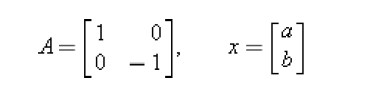 A = [1 0; 0 −1], x = [a; b]